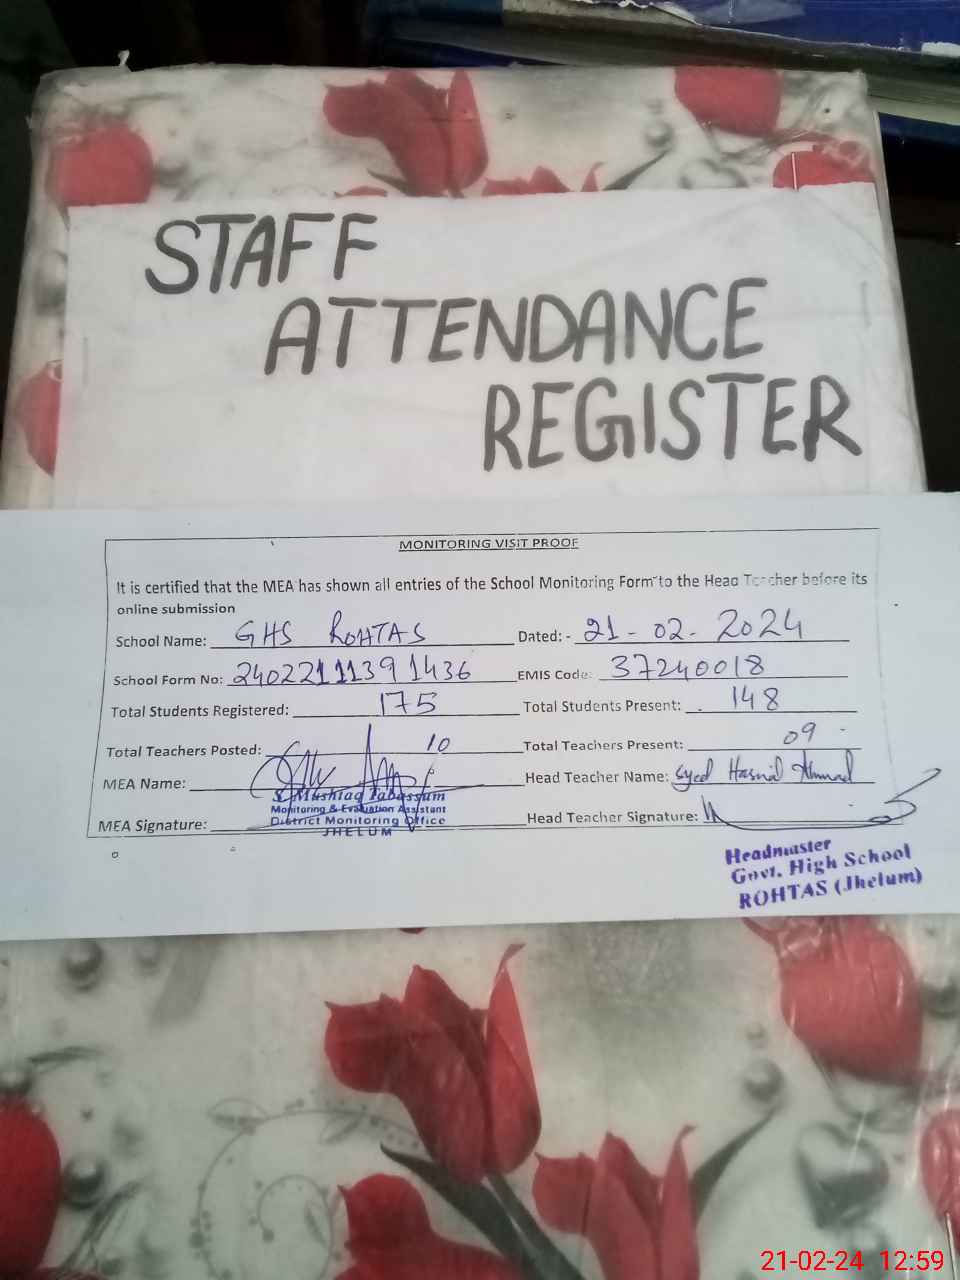 STAFF
ATTENDANCE
REGISTER
MONITORING VISIT PROOF
It is certified that the MEA has shown all entries of the School Monitoring Form to the Head Teacher before its
online submission
School Name: GHS ROHTAS Dated: - 21-02-2024
School Form No: 24022111391436 EMIS Code: 37240018
Total Students Registered: 175 Total Students Present: 148
Total Teachers Posted: 10 Total Teachers Present: 09
MEA Name: Head Teacher Name: Syed Hasnid Ahmad
S. Mushtaq Tabassum
Monitoring & Evaluation Assistant
District Monitoring Office
JHELUM
MEA Signature: Head Teacher Signature:
Headmaster
Govt. High School
ROHTAS (Jhelum)
21-02-24 12:59